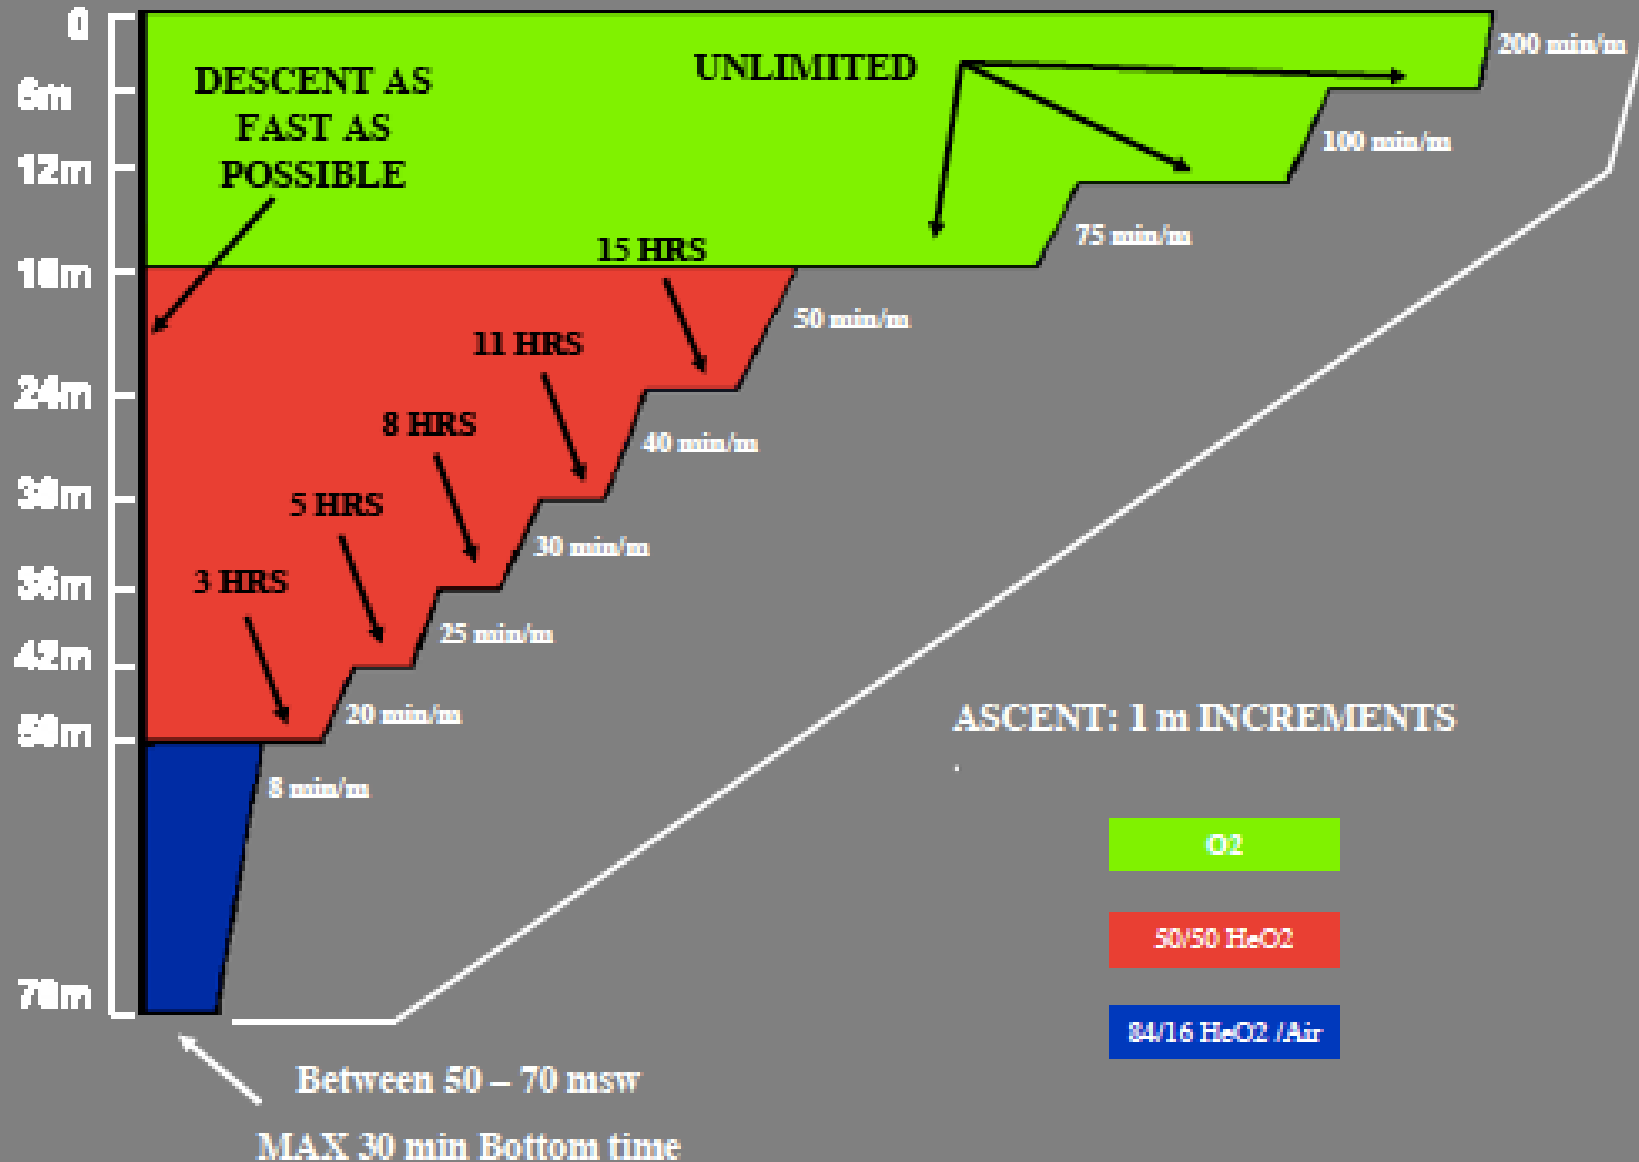 0
6m
12m
18m
24m
30m
36m
42m
50m
70m
DESCENT AS
FAST AS
POSSIBLE
UNLIMITED
200 min/m
100 min/m
75 min/m
15 HRS
50 min/m
11 HRS
40 min/m
8 HRS
30 min/m
5 HRS
25 min/m
3 HRS
20 min/m
8 min/m
ASCENT: 1 m INCREMENTS
.
O2
50/50 HeO2
84/16 HeO2 /Air
Between 50 – 70 msw
MAX 30 min Bottom time